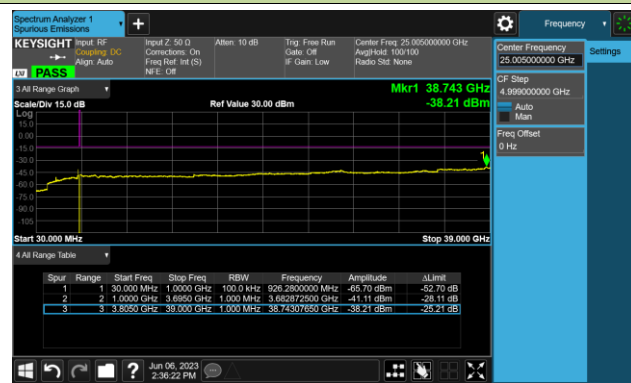 Spectrum Analyzer 1
Spurious Emissions
Frequency
KEYSIGHT
Input: RF
Coupling: DC
Align: Auto
Input Z: 50 Ω
Corrections: On
Freq Ref: Int (S)
NFE: Off
Atten: 10 dB
Trig: Free Run
Gate: Off
IF Gain: Low
Center Freq: 25.005000000 GHz
Avg|Hold: 100/100
Radio Std: None
LXI PASS
Center Frequency
25.005000000 GHz
Settings
CF Step
4.999000000 GHz
Auto
Man
Freq Offset
0 Hz
3 All Range Graph
Mkr1 38.743 GHz
Scale/Div 15.0 dB
Ref Value 30.00 dBm
-38.21 dBm
Log
15.0
0.00
-15.0
-30.0
-45.0
-60.0
-75.0
-90.0
-105
1
Start 30.000 MHz
Stop 39.000 GHz
4 All Range Table
Spur Range Start Freq Stop Freq RBW Frequency Amplitude ΔLimit
1 1 30.000 MHz 1.0000 GHz 100.0 kHz 926.2800000 MHz -65.70 dBm -52.70 dB
2 2 1.0000 GHz 3.6950 GHz 1.000 MHz 3.682872500 GHz -41.11 dBm -28.11 dB
3 3 3.8050 GHz 39.000 GHz 1.000 MHz 38.74307650 GHz -38.21 dBm -25.21 dB
?
Jun 06, 2023
2:36:22 PM